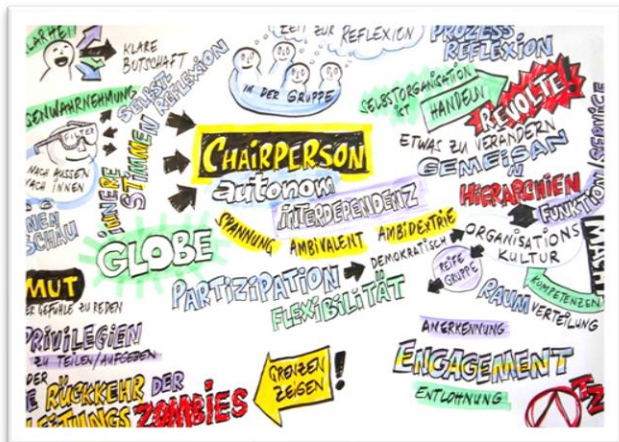 KLARHEIT
KLARE
BOTSCHAFT
ZEIT ZUR REFLEXION
IN DER GRUPPE
PROZESS
REFLEXION
SELBSTORGANISATION
HANDELN
REVOLTE!
ETWAS ZU VERÄNDERN
GEMEINSAN
SELBST
REFLEXION
INNERE
STIMMEN
FILTER
NACH AUSSEN
NACH INNEN
CHAIRPERSON
autonom
INTERDEPENDENZ
SPANNUNG
AMBIVALENT
AMBIDEXTRIE
HIERARCHIEN
FUNKTION
SERVICE
MACHT
DEMOKRATISCH
ORGANISATIONS
KULTUR
REIFE
GRUPPE
GLOBE
PARTIZIPATION
FLEXIBILITÄT
KOMPETENZEN
RAUM VERTEILUNG
MUT
GEFÜHLE ZU REDEN
PRIVILEGIEN
ZU TEILEN/AUFGEBEN
ANERKENNUNG
ENGAGEMENT
ENTLOHNUNG
GRENZEN
ZEIGEN !
RÜCKKEHR DER
ZOMBIES